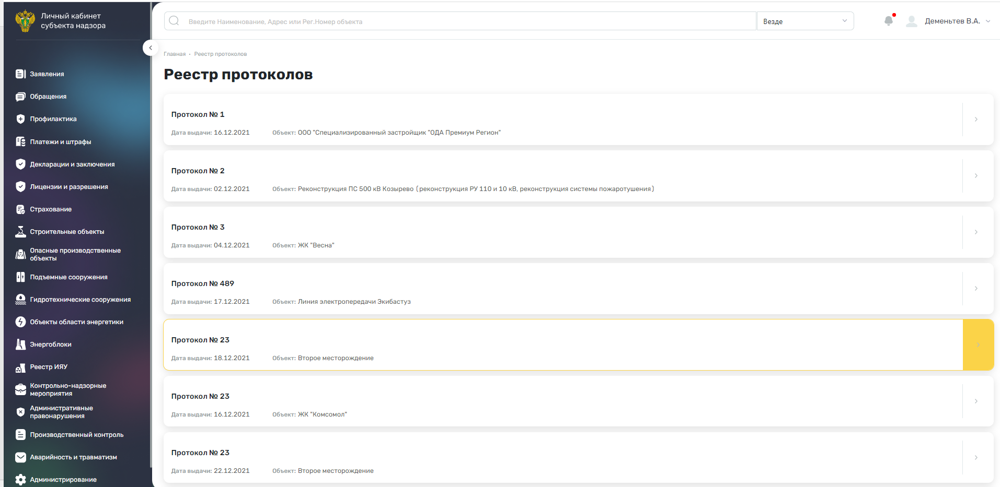 Личный кабинет
субъекта надзора
Введите Наименование, Адрес или Рег.Номер объекта
Везде
Деменьтев В.А.
Главная • Реестр протоколов
Реестр протоколов
Заявления
Обращения
Профилактика
Платежи и штрафы
Декларации и заключения
Лицензии и разрешения
Страхование
Строительные объекты
Опасные производственные
объекты
Подъемные сооружения
Гидротехнические сооружения
Объекты области энергетики
Энергоблоки
Реестр ИЯУ
Контрольно-надзорные
мероприятия
Административные
правонарушения
Производственный контроль
Аварийность и травматизм
Администрирование
Протокол № 1
Дата выдачи: 16.12.2021 Объект: ООО "Специализированный застройщик "ОДА Премиум Регион"
Протокол № 2
Дата выдачи: 02.12.2021 Объект: Реконструкция ПС 500 кВ Козырево (реконструкция РУ 110 и 10 кВ, реконструкция системы пожаротушения)
Протокол № 3
Дата выдачи: 04.12.2021 Объект: ЖК "Весна"
Протокол № 489
Дата выдачи: 17.12.2021 Объект: Линия электропередачи Экибастуз
Протокол № 23
Дата выдачи: 18.12.2021 Объект: Второе месторождение
Протокол № 23
Дата выдачи: 16.12.2021 Объект: ЖК "Комсомол"
Протокол № 23
Дата выдачи: 22.12.2021 Объект: Второе месторождение